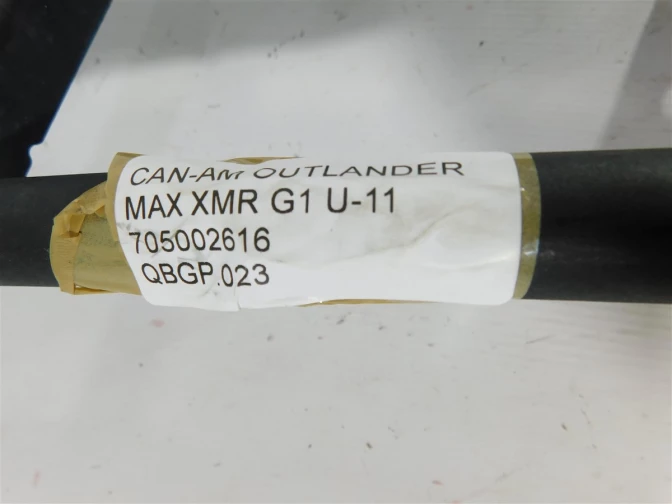 CAN-AM OUTLANDER
MAX XMR G1 U-11
705002616
QBGP.023